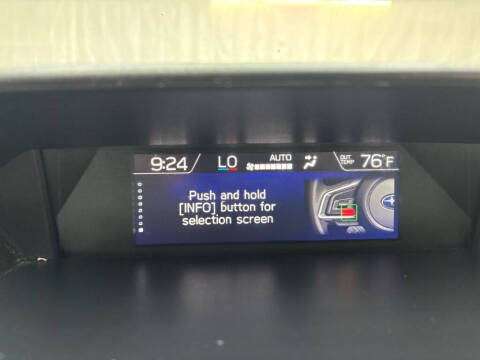 9:24 LO AUTO OUT TEMP 76°F
Push and hold
[INFO] button for
selection screen